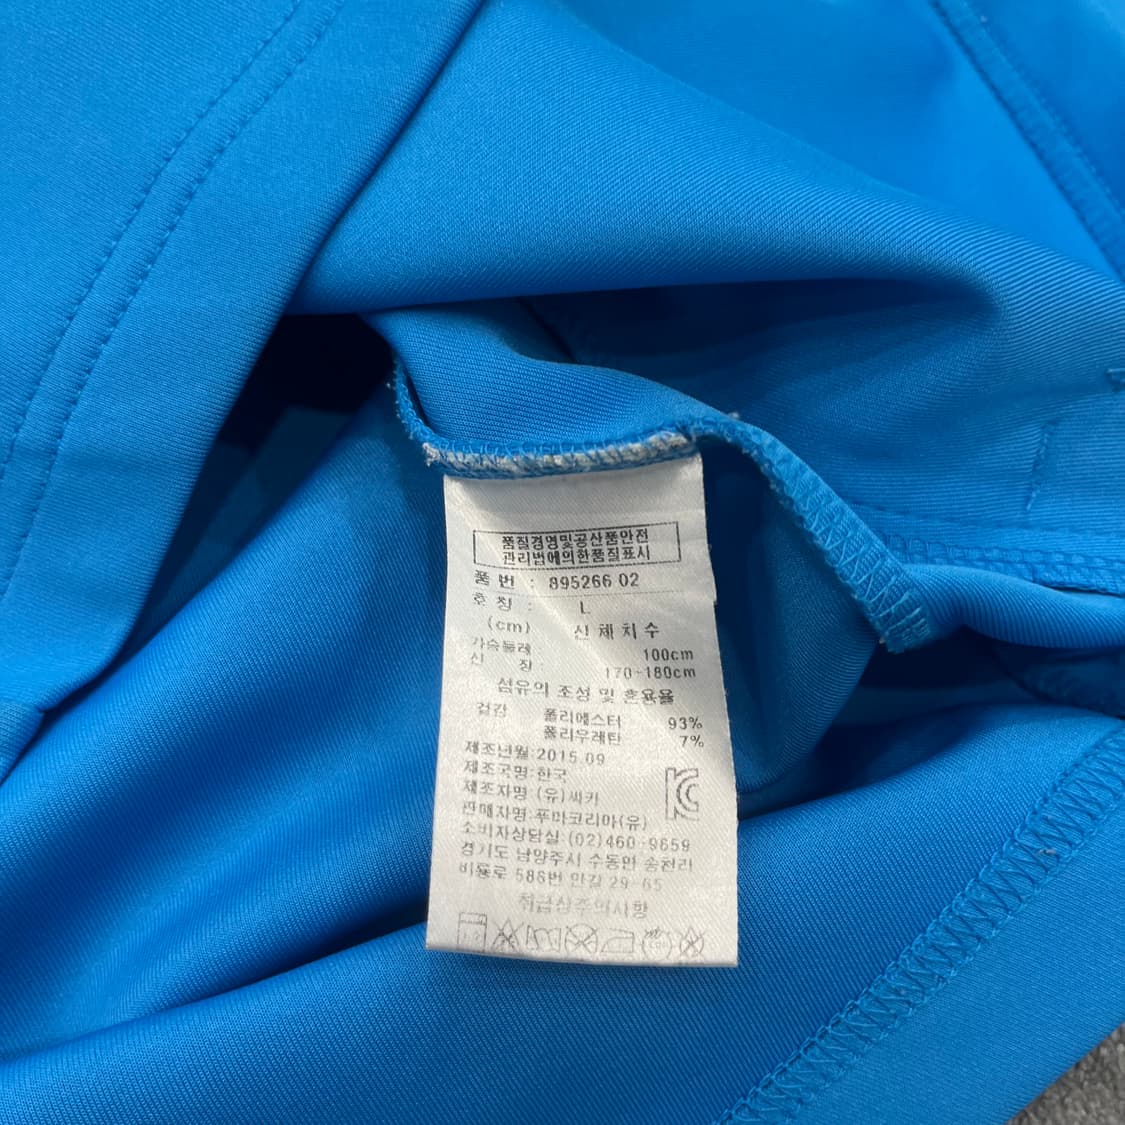 품질경영및공산품안전
관리법에의한품질표시
품 번 : 895266 02
호 칭 : L
(cm) 신체치수
가슴둘레 100cm
신 장 : 170~180cm
섬유의 조성 및 혼용율
겉감 폴리에스터 93%
폴리우레탄 7%
제조년월:2015.09
제조국명:한국
제조자명 (유)씨카
판매자명:푸마코리아(유)
소비자상담실:(02)460-9659
경기도 남양주시 수동면 송천리
비룡로 586번 안길 29-65
취급상주의사항